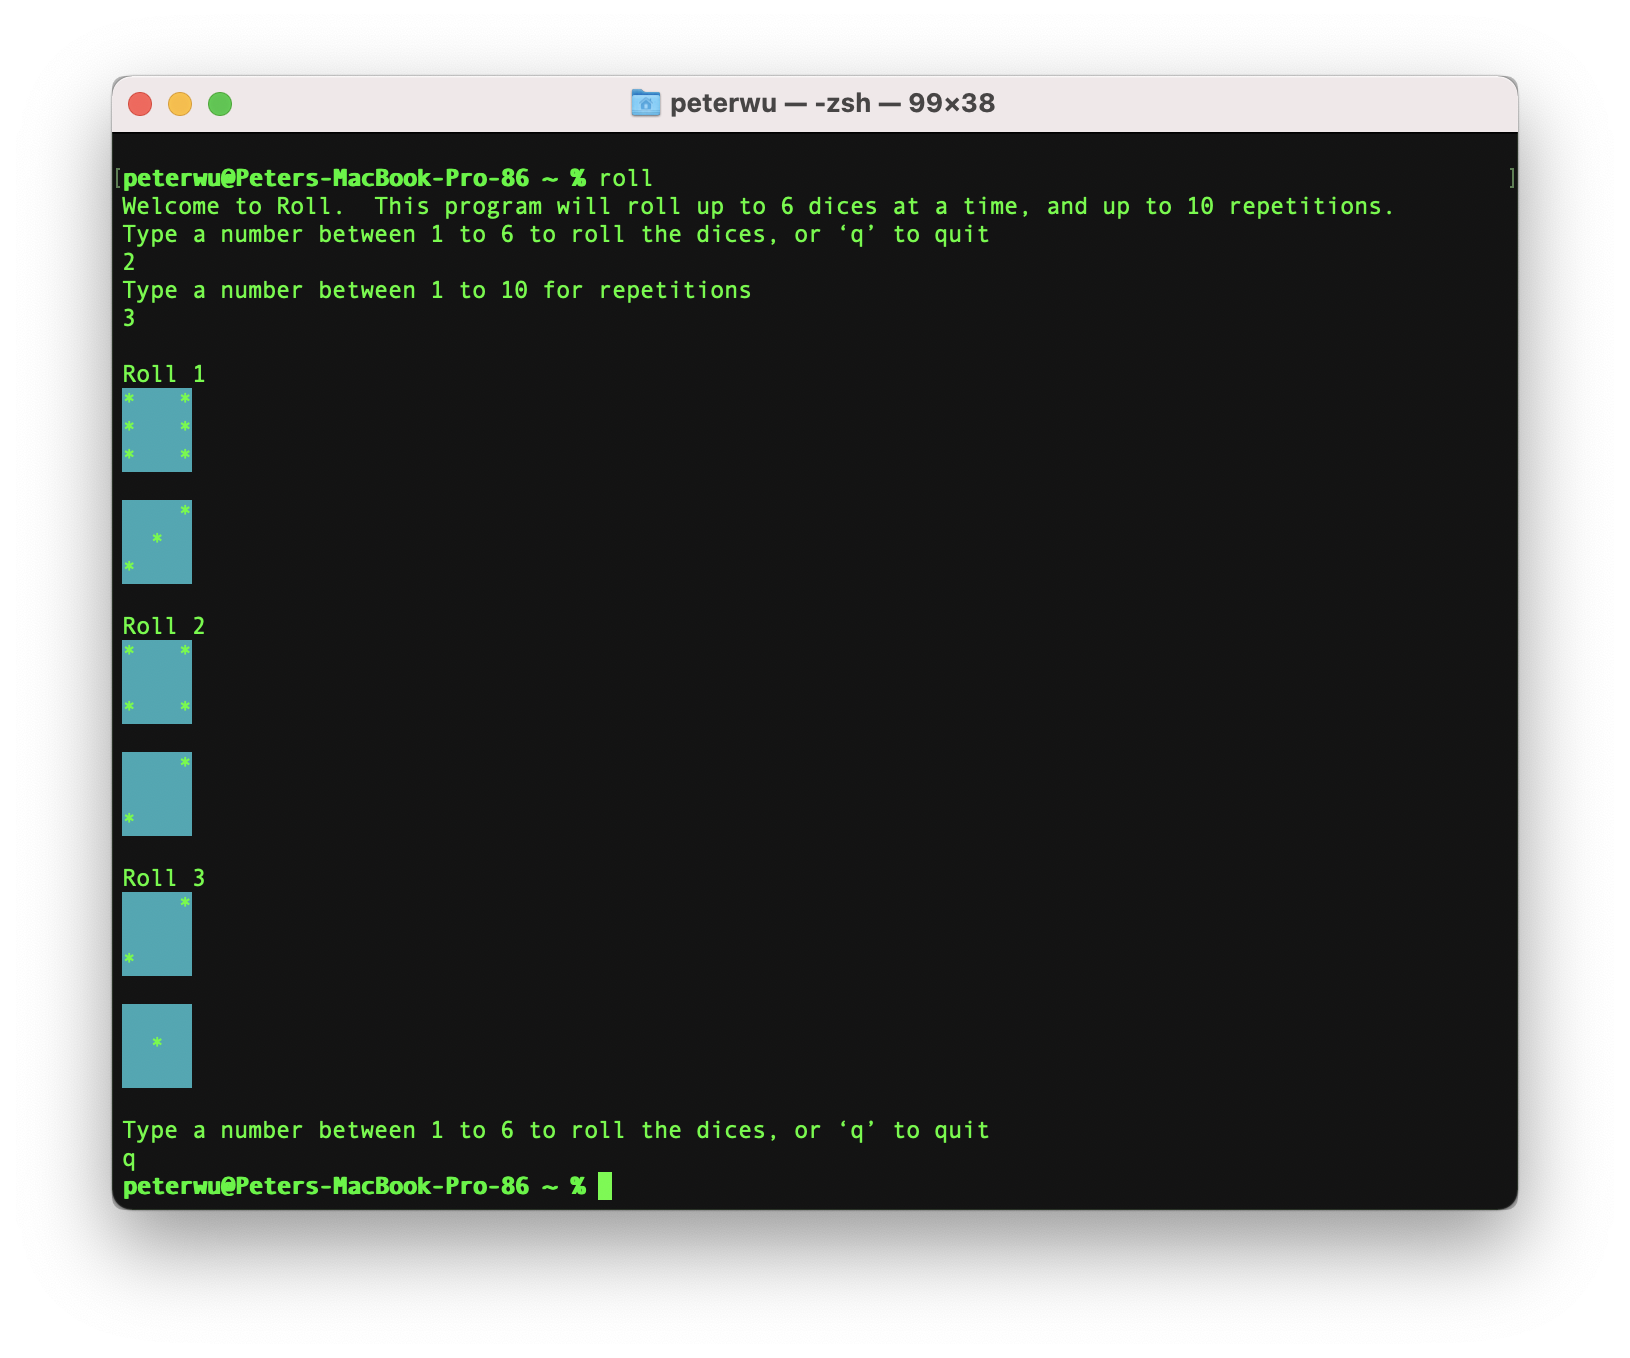 peterwu — -zsh — 99×38
[peterwu@Peters-MacBook-Pro-86 ~ % roll ]
Welcome to Roll.  This program will roll up to 6 dices at a time, and up to 10 repetitions.
Type a number between 1 to 6 to roll the dices, or ‘q’ to quit
2
Type a number between 1 to 10 for repetitions
3
Roll 1
*   *
*   *
*   *
    *
  *
*
Roll 2
*   *
*   *
    *
*
Roll 3
    *
*
  *
Type a number between 1 to 6 to roll the dices, or ‘q’ to quit
q
peterwu@Peters-MacBook-Pro-86 ~ %